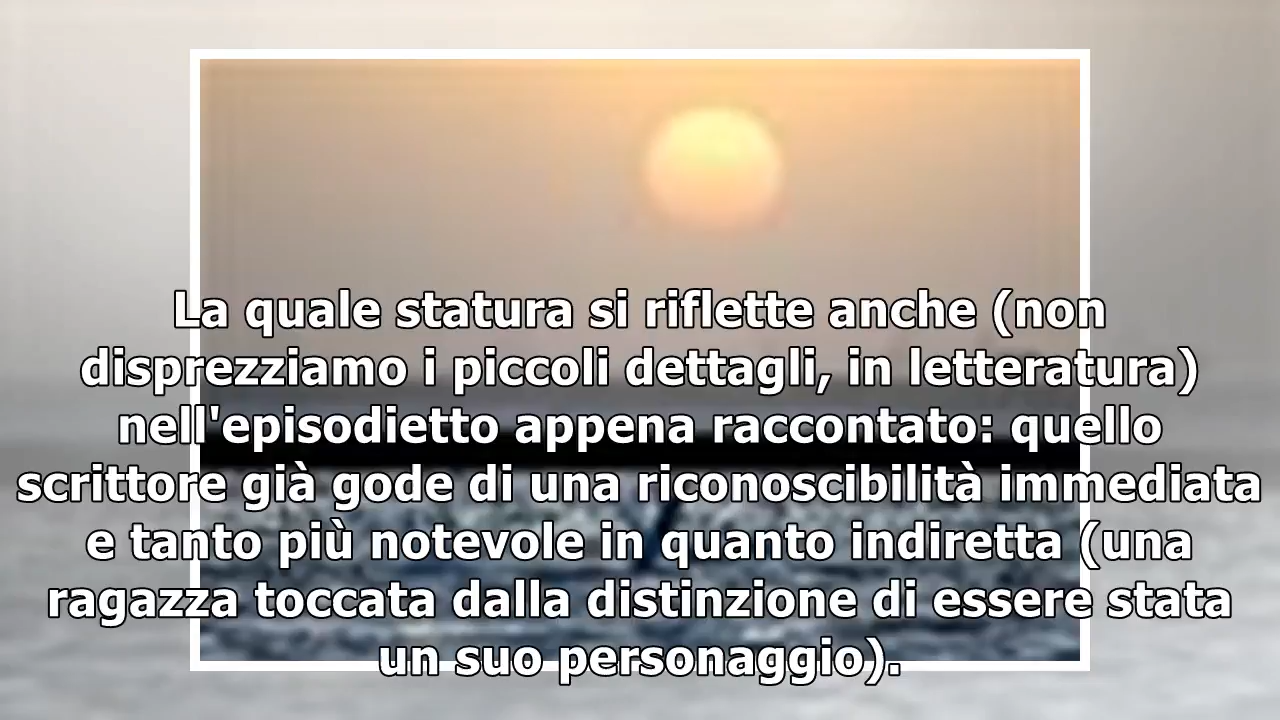 La quale statura si riflette anche (non
disprezziamo i piccoli dettagli, in letteratura)
nell'episodietto appena raccontato: quello
scrittore già gode di una riconoscibilità immediata
e tanto più notevole in quanto indiretta (una
ragazza toccata dalla distinzione di essere stata
un suo personaggio).